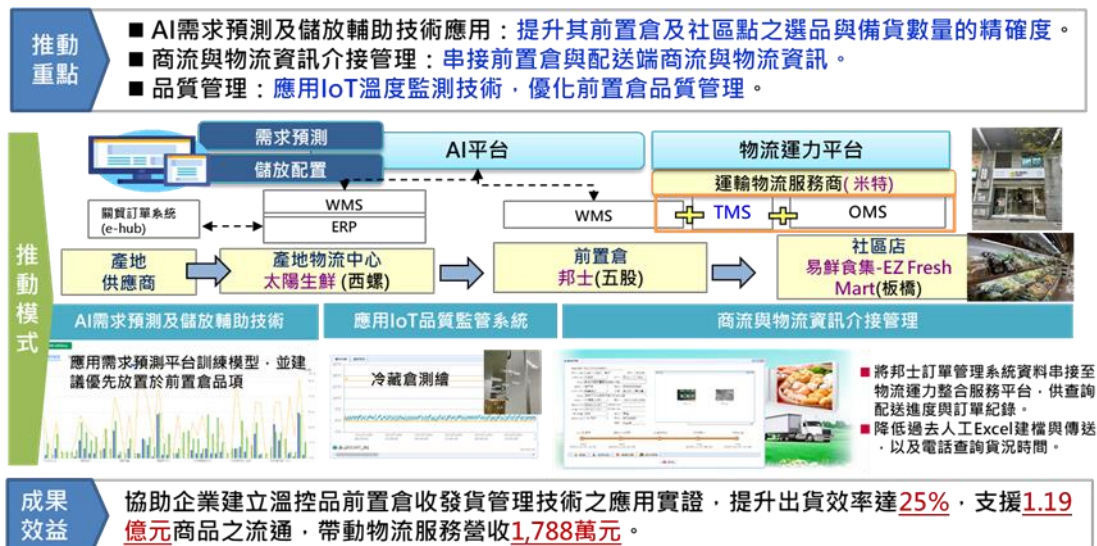 推動
重點
■ AI需求預測及儲放輔助技術應用：提升其前置倉及社區點之選品與備貨數量的精確度。
■ 商流與物流資訊介接管理：串接前置倉與配送端商流與物流資訊。
■ 品質管理：應用IoT溫度監測技術，優化前置倉品質管理。
推動模式
需求預測
儲放配置
AI平台
物流運力平台
運輸物流服務商(米特)
關貿訂單系統
(e-hub)
WMS
ERP
WMS
TMS
OMS
產地
供應商
產地物流中心
太陽生鮮 (西螺)
前置倉
邦士(五股)
社區店
易鮮食集-EZ Fresh
Mart(板橋)
AI需求預測及儲放輔助技術
應用IoT品質監管系統
商流與物流資訊介接管理
應用需求預測平台訓練模型，並建
議優先放置於前置倉品項
冷藏倉測繪
■ 將邦士訂單管理系統資料串接至
物流運力整合服務平台，供查詢
配送進度與訂單紀錄。
■ 降低過去人工Excel建檔與傳送
，以及電話查詢貨況時間。
成果
效益
協助企業建立溫控品前置倉收發貨管理技術之應用實證，提升出貨效率達25%，支援1.19
億元商品之流通，帶動物流服務營收1,788萬元。